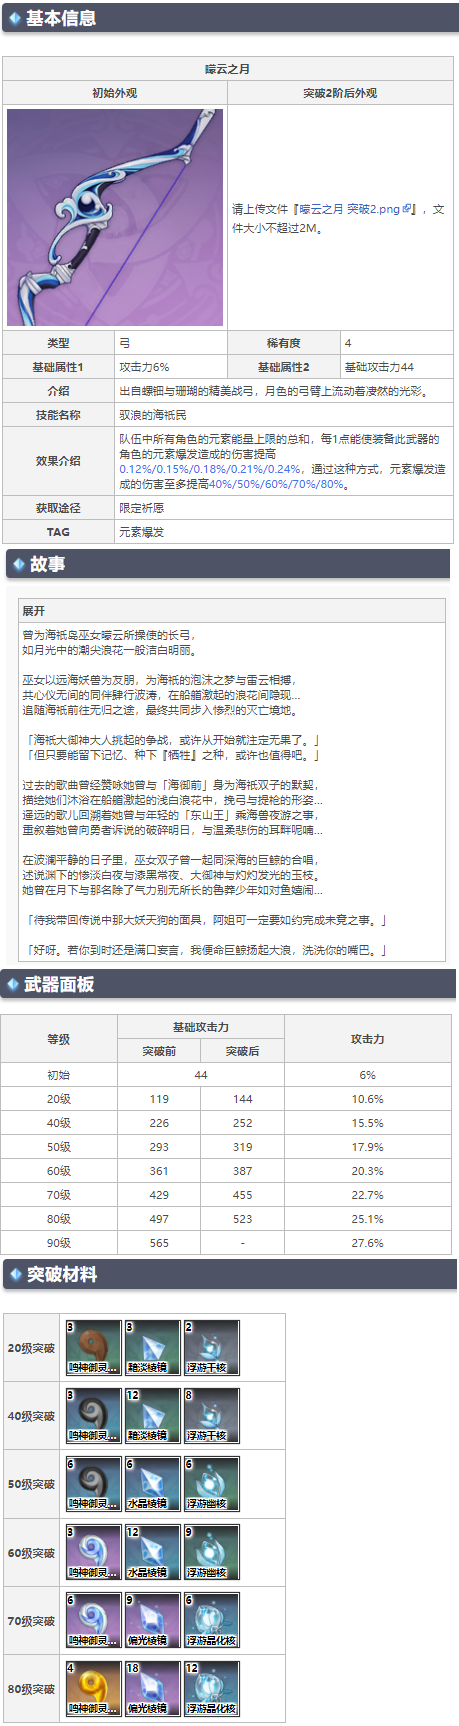 基本信息
曚云之月
初始外观 突破2阶后外观
请上传文件『曚云之月 突破2.png』，文
件大小不超过2M。
类型 弓 稀有度 4
基础属性1 攻击力6% 基础属性2 基础攻击力44
介绍 出自螺钿与珊瑚的精美战弓，月色的弓臂上流动着凄然的光彩。
技能名称 驭浪的海祇民
效果介绍 队伍中所有角色的元素能量上限的总和，每1点能使装备此武器的
角色的元素爆发造成的伤害提高
0.12%/0.15%/0.18%/0.21%/0.24%，通过这种方式，元素爆发造
成的伤害至多提高40%/50%/60%/70%/80%。
获取途径 限定祈愿
TAG 元素爆发
故事
展开
曾为海祇岛巫女曚云所操使的长弓，
如月光中的潮尖浪花一般洁白明丽。
巫女以远海妖兽为友朋，为海祇的泡沫之梦与雷云相搏，
共心仪无间的同伴肆行波涛，在船艏激起的浪花间隐现…
追随海祇前往无归之途，最终共同步入惨烈的灭亡境地。
「海祇大御神大人挑起的争战，或许从开始就注定无果了。」
「但只要能留下记忆、种下『牺牲』之种，或许也值得吧。」
过去的歌曲曾经赞咏她曾与「海御前」身为海祇双子的默契，
描绘她们沐浴在船艏激起的浅白浪花中，挽弓与提枪的形姿…
遥远的歌儿回溯着她曾与年轻的「东山王」乘海兽夜游之事，
重叙着她曾向勇者诉说的破碎明日，与温柔悲伤的耳畔呢喃…
在波澜平静的日子里，巫女双子曾一起同深海的巨鲸的合唱，
述说渊下的惨淡白夜与漆黑常夜、大御神与灼灼发光的玉枝。
她曾在月下与那名除了气力别无所长的鲁莽少年如对鱼嬉闹…
「待我带回传说中那大妖天狗的面具，阿姐可一定要如约完成未竟之事。」
「好呀。若你到时还是满口妄言，我便命巨鲸扬起大浪，洗洗你的嘴巴。」
武器面板
等级 基础攻击力 攻击力
突破前 突破后
初始 44 6%
20级 119 144 10.6%
40级 226 252 15.5%
50级 293 319 17.9%
60级 361 387 20.3%
70级 429 455 22.7%
80级 497 523 25.1%
90级 565 - 27.6%
突破材料
20级突破 3 鸣神御灵... 3 黯淡棱镜 2 浮游干核
40级突破 3 鸣神御灵... 12 黯淡棱镜 8 浮游干核
50级突破 6 鸣神御灵... 6 水晶棱镜 6 浮游幽核
60级突破 3 鸣神御灵... 12 水晶棱镜 9 浮游幽核
70级突破 6 鸣神御灵... 9 偏光棱镜 6 浮游晶化核
80级突破 4 鸣神御灵... 18 偏光棱镜 12 浮游晶化核